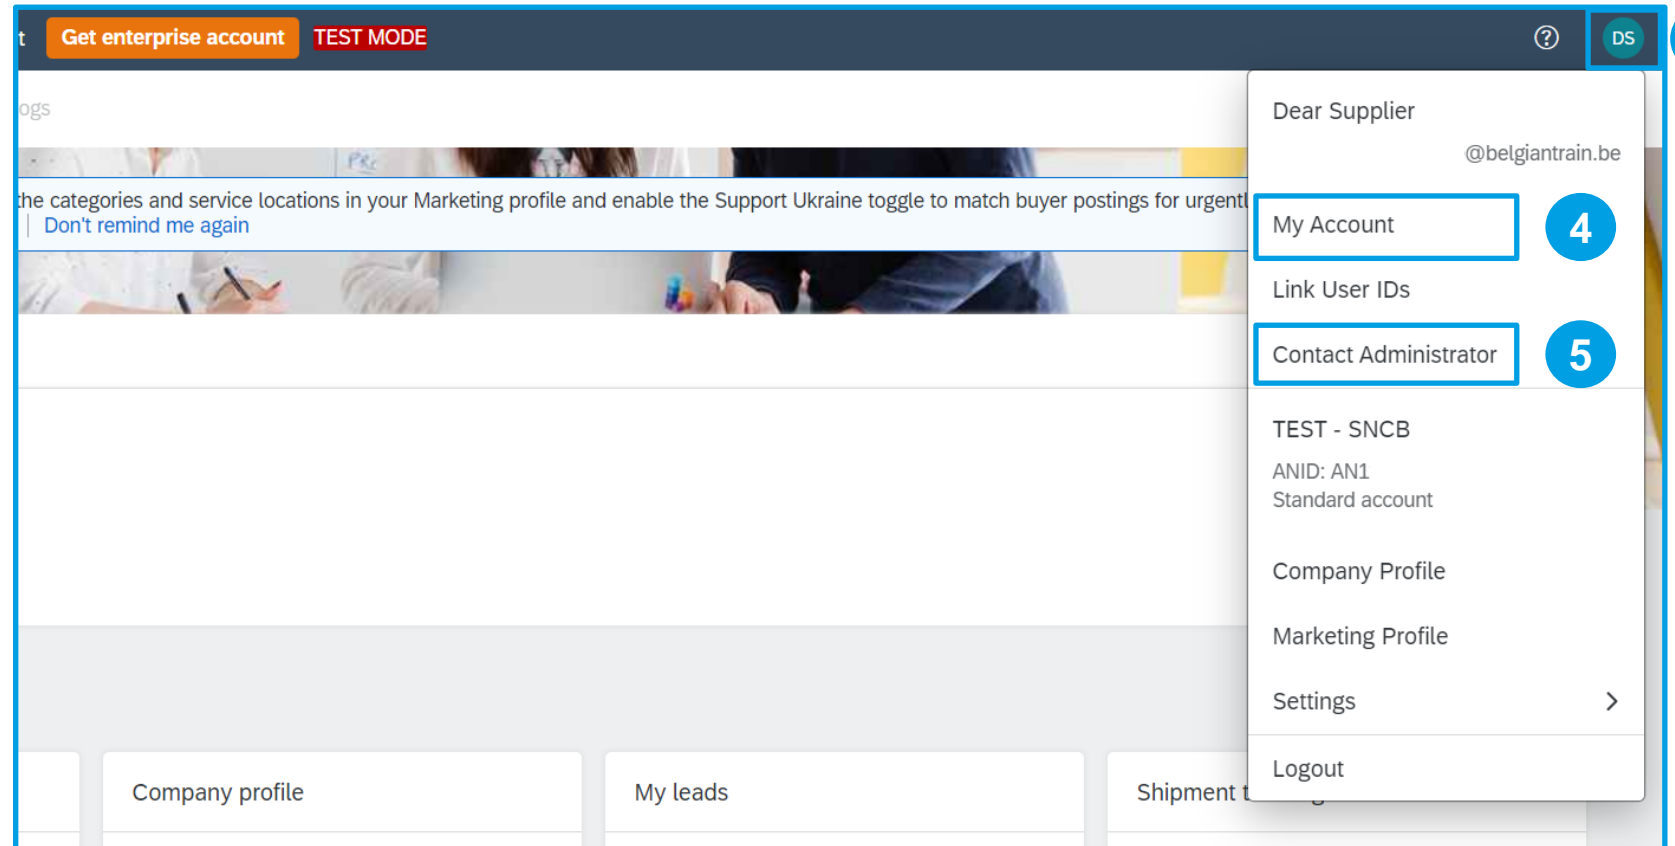 t Get enterprise account TEST MODE DS
ogs
Dear Supplier
@belgiantrain.be
the categories and service locations in your Marketing profile and enable the Support Ukraine toggle to match buyer postings for urgentl
Don't remind me again
My Account 4
Link User IDs
Contact Administrator 5
TEST - SNCB
ANID: AN1
Standard account
Company Profile
Marketing Profile
Settings
Logout
Company profile
My leads
Shipment t